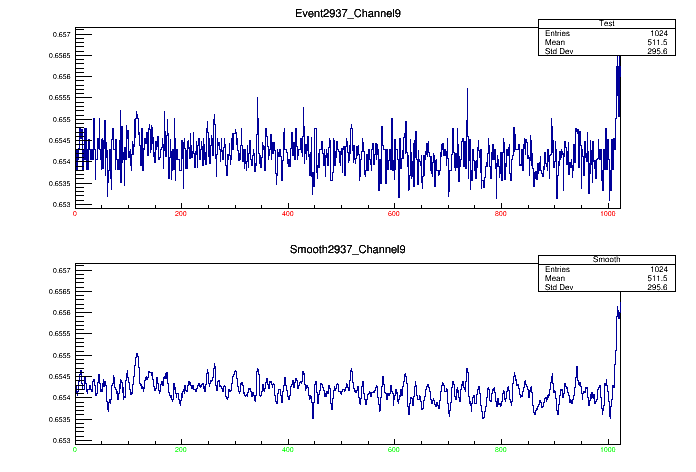 Event2937_Channel9
Test
Entries 1024
Mean 511.5
Std Dev 295.6
0.657
0.6565
0.656
0.6555
0.655
0.6545
0.654
0.6535
0.653
0 200 400 600 800 1000
Smooth2937_Channel9
Smooth
Entries 1024
Mean 511.5
Std Dev 295.6
0.657
0.6565
0.656
0.6555
0.655
0.6545
0.654
0.6535
0.653
0 200 400 600 800 1000